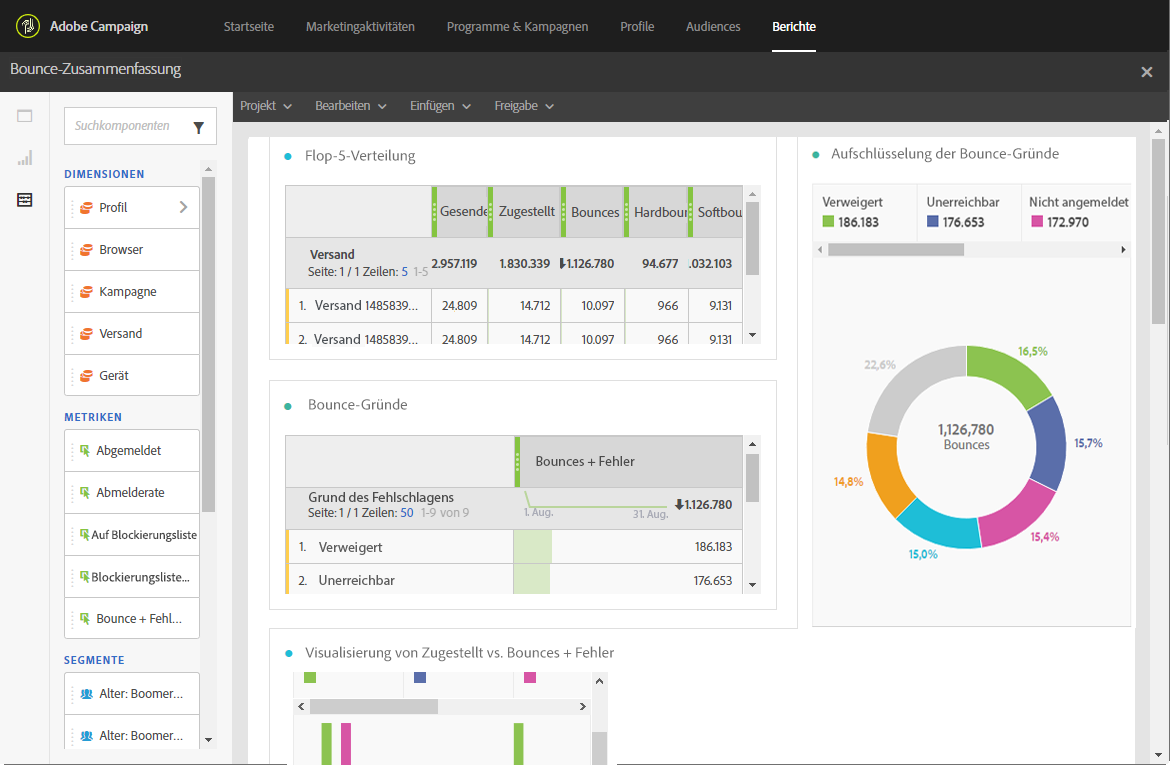 Adobe Campaign
Startseite
Marketingaktivitäten
Programme & Kampagnen
Profile
Audiences
Berichte
Bounce-Zusammenfassung
Projekt
Bearbeiten
Einfügen
Freigabe
Suchkomponenten
DIMENSIONEN
Profil
Browser
Kampagne
Versand
Gerät
METRIKEN
Abgemeldet
Abmelderate
Auf Blockierungsliste
Blockierungsliste...
Bounce + Fehl...
SEGMENTE
Alter: Boomer...
Alter: Boomer...
Flop-5-Verteilung
Gesende Zugestellt Bounces Hardbour Softbou
Versand
Seite: 1 / 1 Zeilen: 5 1-5
2.957.119 1.830.339 1.126.780 94.677 .032.103
1. Versand 1485839... 24.809 14.712 10.097 966 9.131
2. Versand 1485839... 24.809 14.712 10.097 966 9.131
Bounce-Gründe
Bounces + Fehler
Grund des Fehlschlagens
Seite: 1 / 1 Zeilen: 50 1-9 von 9
1. Aug. 31. Aug.
1.126.780
1. Verweigert 186.183
2. Unerreichbar 176.653
Aufschlüsselung der Bounce-Gründe
Verweigert Unerreichbar Nicht angemeldet
186.183 176.653 172.970
16,5%
22,6%
1,126,780
Bounces
15,7%
14,8%
15,4%
15,0%
Visualisierung von Zugestellt vs. Bounces + Fehler